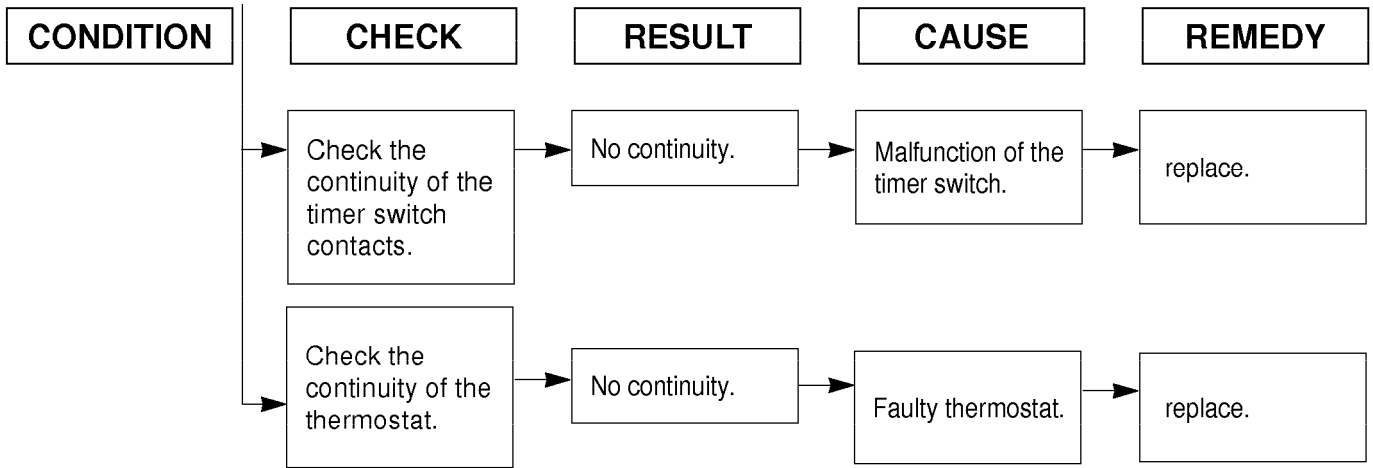 CONDITION
CHECK
RESULT
CAUSE
REMEDY
Check the
continuity of the
timer switch
contacts.
No continuity.
Malfunction of the
timer switch.
replace.
Check the
continuity of the
thermostat.
No continuity.
Faulty thermostat.
replace.